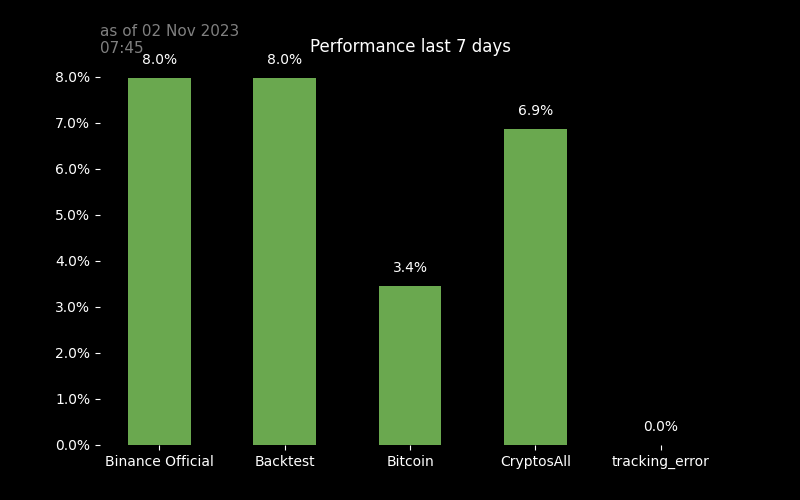 as of 02 Nov 2023
07:45
Performance last 7 days
8.0%
8.0%
3.4%
6.9%
0.0%
8.0%
7.0%
6.0%
5.0%
4.0%
3.0%
2.0%
1.0%
0.0%
Binance Official
Backtest
Bitcoin
CryptosAll
tracking_error